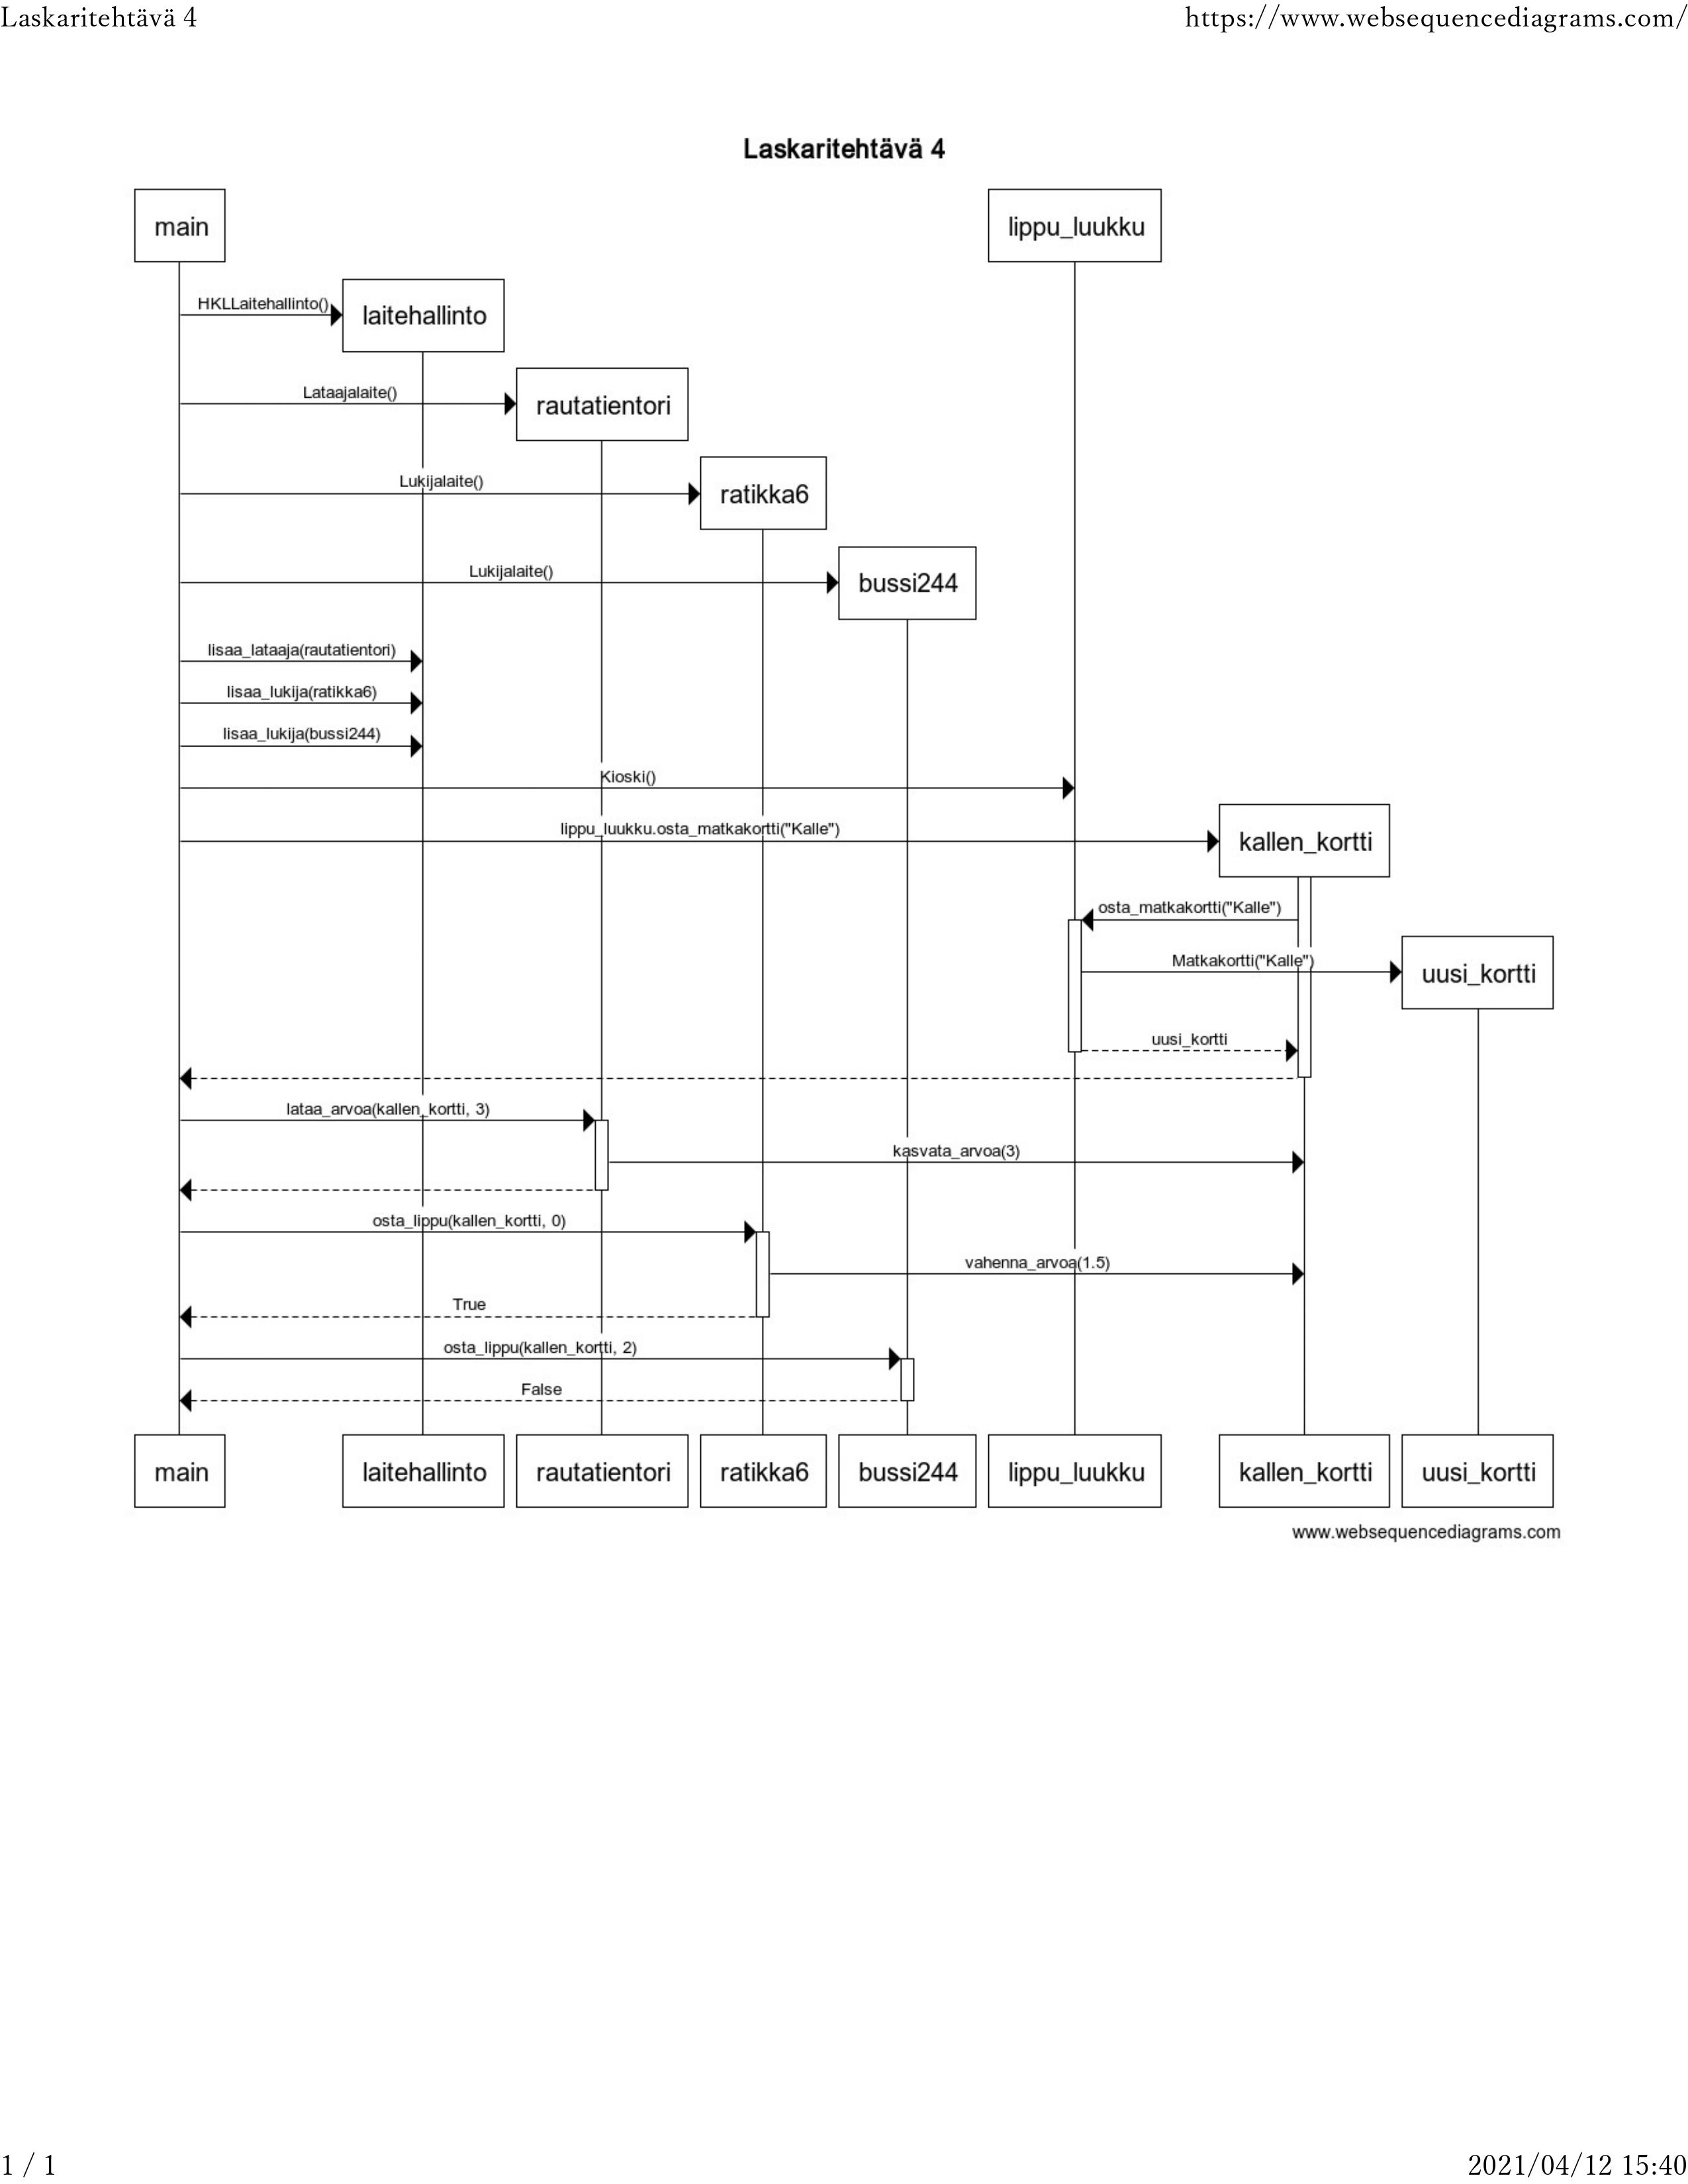 Laskaritehtävä 4
https://www.websequencediagrams.com/
Laskaritehtävä 4
main
lippu_luukku
HKLLaitehallinto()
laitehallinto
Lataajalaite()
rautatientori
Lukijalaite()
ratikka6
Lukijalaite()
bussi244
lisaa_lataaja(rautatientori)
lisaa_lukija(ratikka6)
lisaa_lukija(bussi244)
Kioski()
lippu_luukku.osta_matkakortti("Kalle")
kallen_kortti
osta_matkakortti("Kalle")
Matkakortti("Kalle")
uusi_kortti
uusi_kortti
lataa_arvoa(kallen_kortti, 3)
kasvata_arvoa(3)
osta_lippu(kallen_kortti, 0)
vahenna_arvoa(1.5)
True
osta_lippu(kallen_kortti, 2)
False
main
laitehallinto
rautatientori
ratikka6
bussi244
lippu_luukku
kallen_kortti
uusi_kortti
www.websequencediagrams.com
1 / 1
2021/04/12 15:40